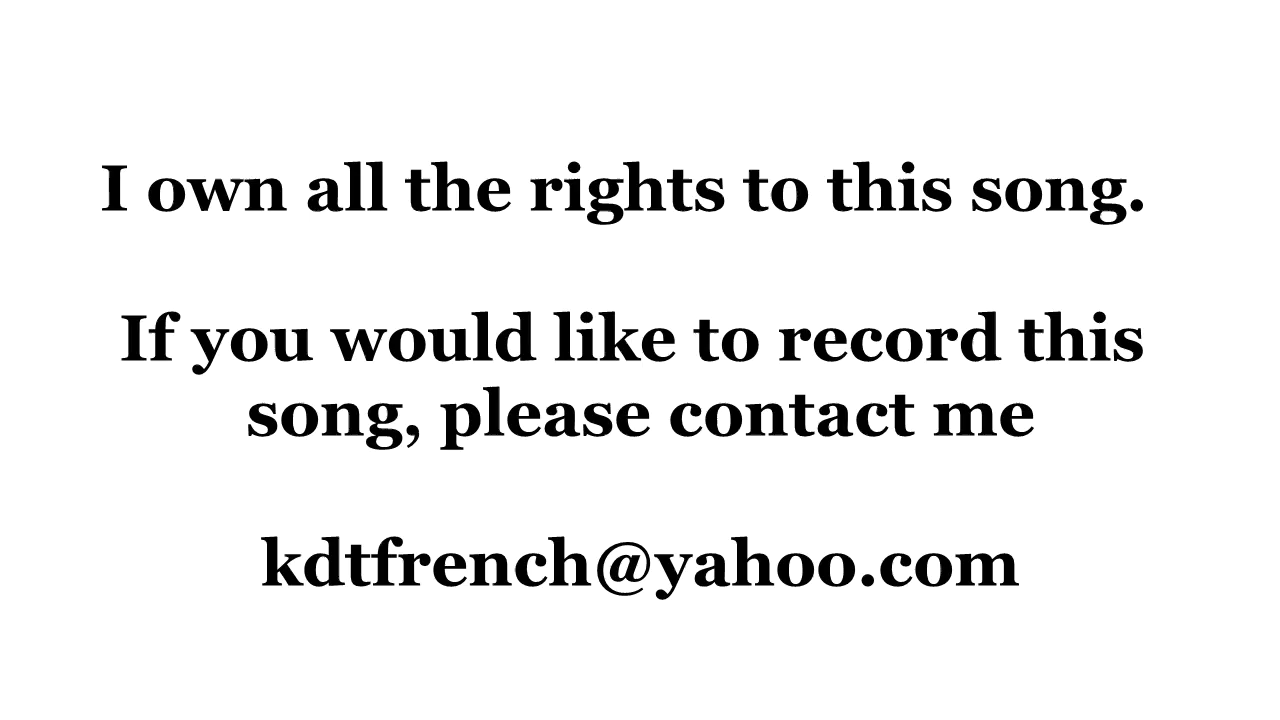 I own all the rights to this song.
If you would like to record this
song, please contact me
kdtfrench@yahoo.com